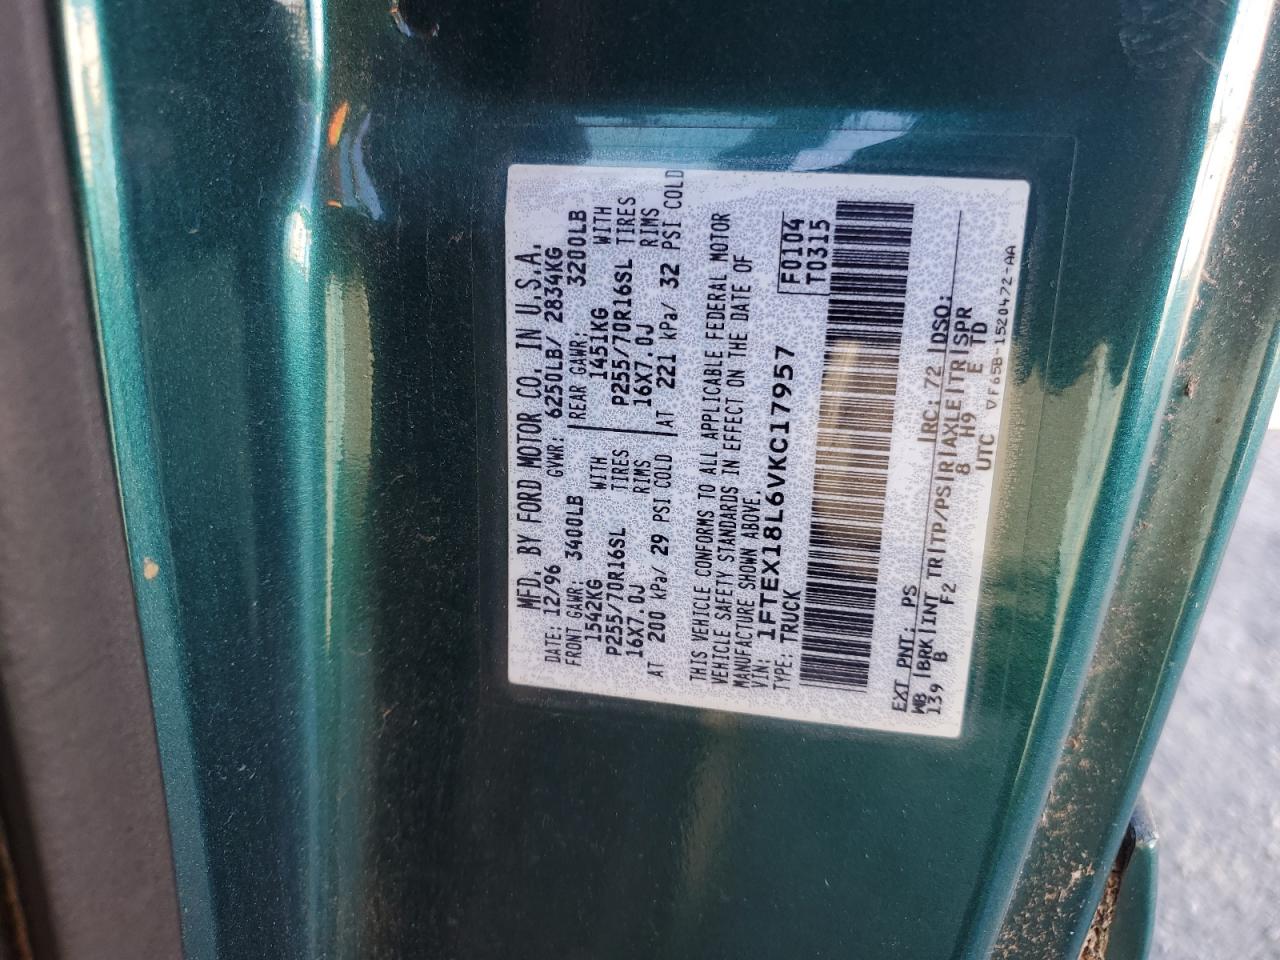 MFD. BY FORD MOTOR CO. IN U.S.A.
DATE: 12/96 GVWR: 6250LB/ 2834KG
FRONT GAWR: 3400LB REAR GAWR: 3200LB
1542KG WITH 1451KG WITH
P255/70R16SL TIRES P255/70R16SL TIRES
16X7.0J RIMS 16X7.0J RIMS
AT 200 kPa/ 29 PSI COLD AT 221 kPa/ 32 PSI COLD
THIS VEHICLE CONFORMS TO ALL APPLICABLE FEDERAL MOTOR
VEHICLE SAFETY STANDARDS IN EFFECT ON THE DATE OF
MANUFACTURE SHOWN ABOVE.
VIN: 1FTEX18L6VKC17957 F0104
TYPE: TRUCK T0315
EXT PNT: PS RC: 72 DSO:
WB BRK INT TR TP/PS R AXLE TR SPR
139 B F2 8 H9 E TD
UTC ▽F65B-1520472-AA